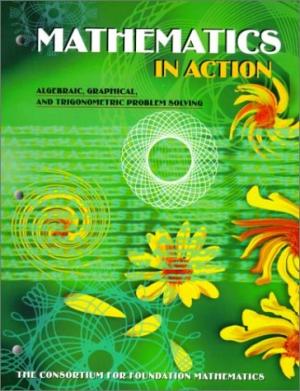 MATHEMATICS
IN ACTION
ALGEBRAIC, GRAPHICAL,
AND TRIGONOMETRIC PROBLEM SOLVING
THE CONSORTIUM FOR FOUNDATION MATHEMATICS